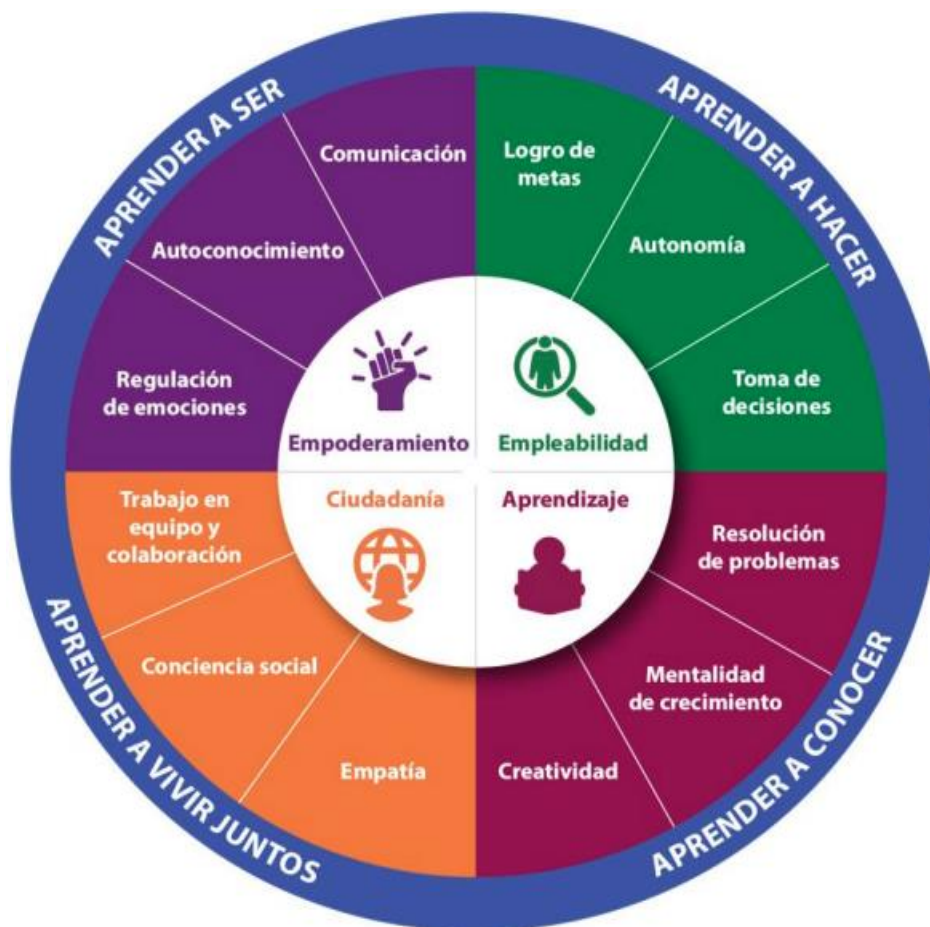 APRENDER A SER
APRENDER A HACER
Comunicación
Logro de
metas
Autoconocimiento
Autonomía
Regulación
de emociones
Toma de
decisiones
Empoderamiento
Empleabilidad
Ciudadanía
Aprendizaje
Trabajo en
equipo y
colaboración
Resolución
de problemas
Conciencia social
Mentalidad
de crecimiento
Empatía
Creatividad
APRENDER A VIVIR JUNTOS
APRENDER A CONOCER